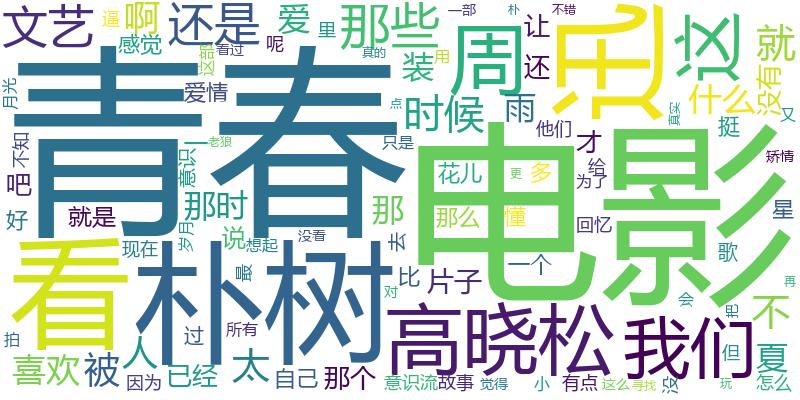 文艺
逼
啊
还是
爱
里
那些
一部
朴
不错
让
还
周
迅
这
就
没有
什么
感觉
这部
看过
呢
装
真的
用
月光
爱情
青春
时候
雨
点
他们
才
真实
挺
又
不知
意识
一
老狼
只是
电影
矫情
吧
好
就是
那时
那
花儿
更
多
给
为了
那么
懂
回忆
星
看
现在
岁月
说
想起
没看
去
歌
朴树
最
对
比
片子
一个
会
把
不
再
拍
过
所有
高晓松
我们
但
夏
喜欢
被
人
因为
已经
太
自己
那个
意识流
故事
觉得
小
有点
这么
寻找
没
玩
怎么